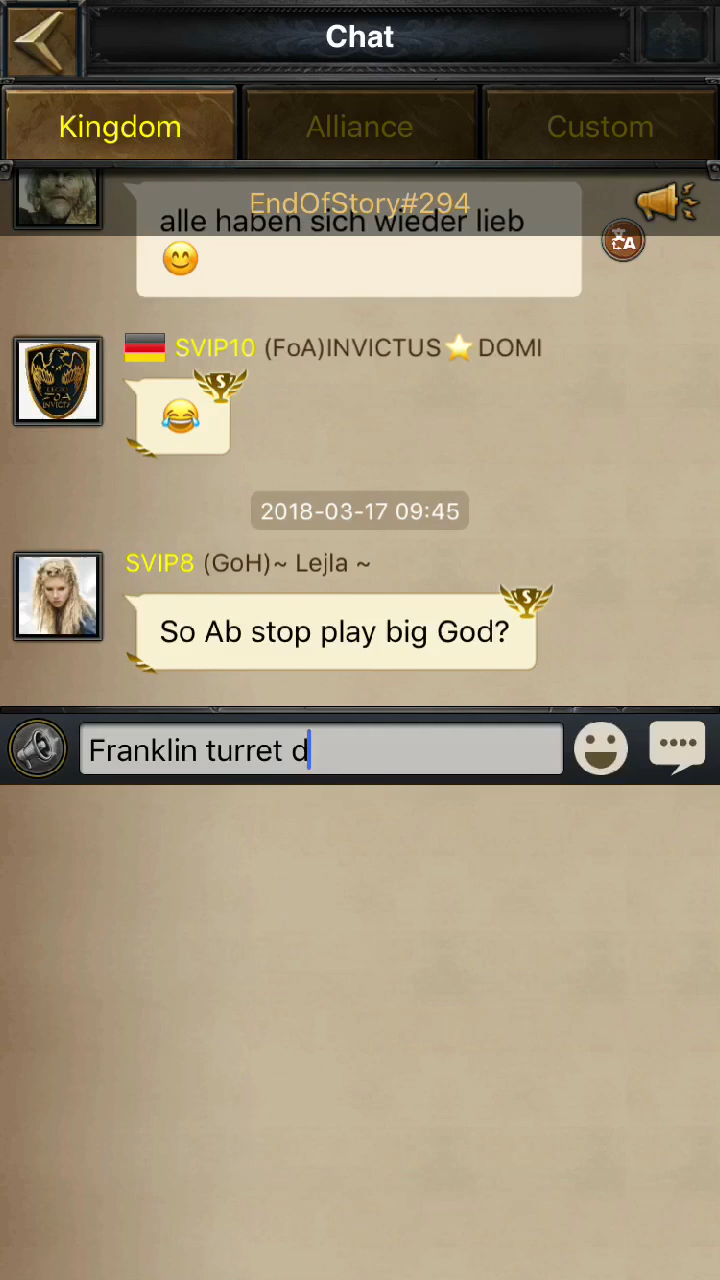 Chat
Kingdom Alliance Custom
EndOfStory#294
alle haben sich wieder lieb
😊
SVIP10 (FoA)INVICTUS⭐DOMI
😂
2018-03-17 09:45
SVIP8 (GoH)~ Lejla ~
So Ab stop play big God?
Franklin turret d